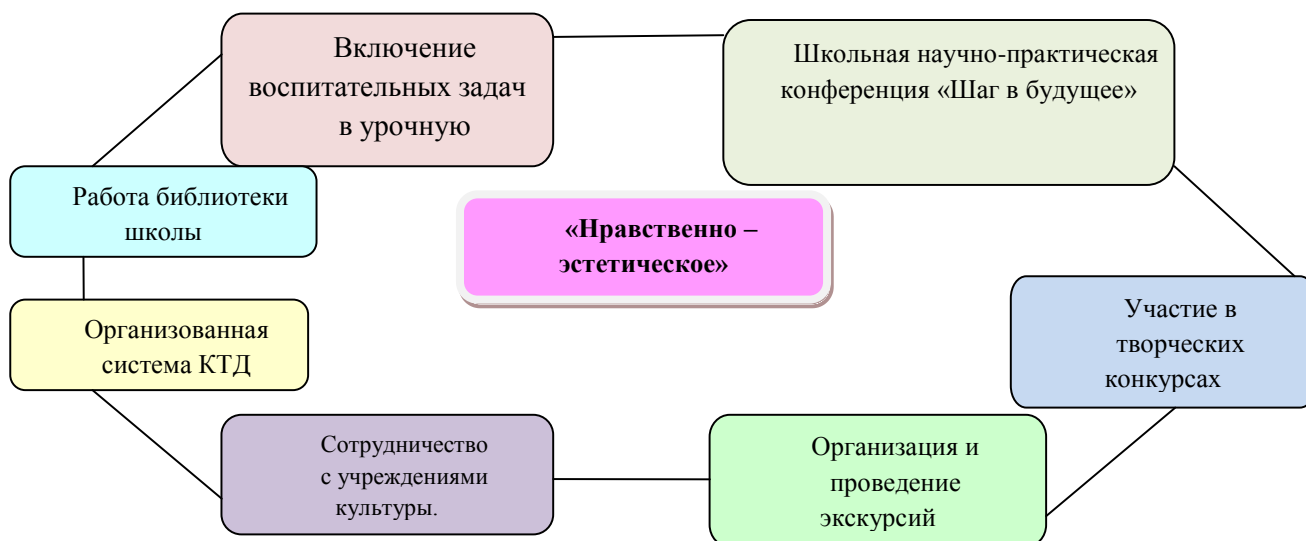 Включение
воспитательных задач
в урочную
Школьная научно-практическая
конференция «Шаг в будущее»
Работа библиотеки
школы
«Нравственно –
эстетическое»
Организованная
система КТД
Участие в
творческих
конкурсах
Сотрудничество
с учреждениями
культуры.
Организация и
проведение
экскурсий